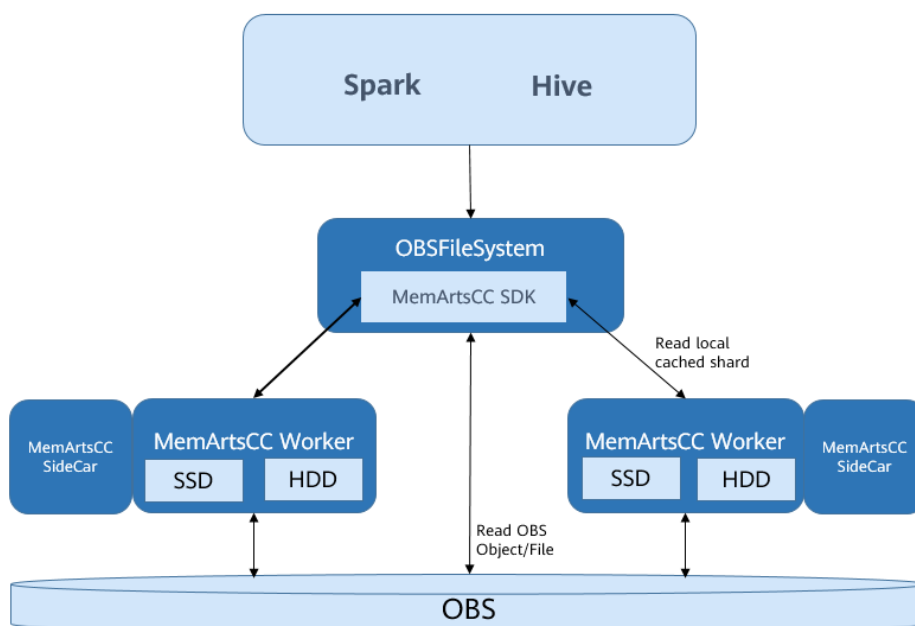 Spark Hive
OBSFileSystem
MemArtsCC SDK
Read local
cached shard
MemArtsCC
SideCar
MemArtsCC Worker
SSD HDD
MemArtsCC Worker
SSD HDD
MemArtsCC
SideCar
Read OBS
Object/File
OBS